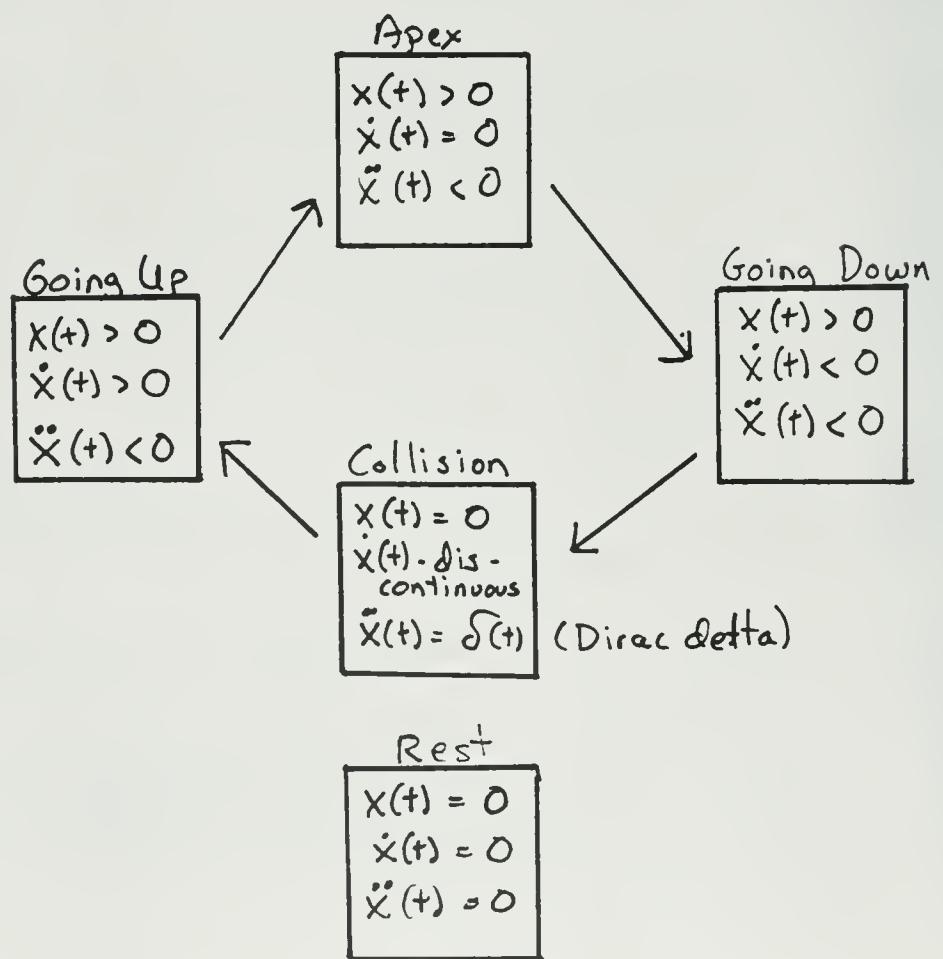 Apex
x(t) > 0
ẋ(t) = 0
ẍ(t) < 0
Going Up
x(t) > 0
ẋ(t) > 0
ẍ(t) < 0
Going Down
x(t) > 0
ẋ(t) < 0
ẍ(t) < 0
Collision
x(t) = 0
ẋ(t) - dis-
continuous
ẍ(t) = δ(t) (Dirac delta)
Rest
x(t) = 0
ẋ(t) = 0
ẍ(t) = 0